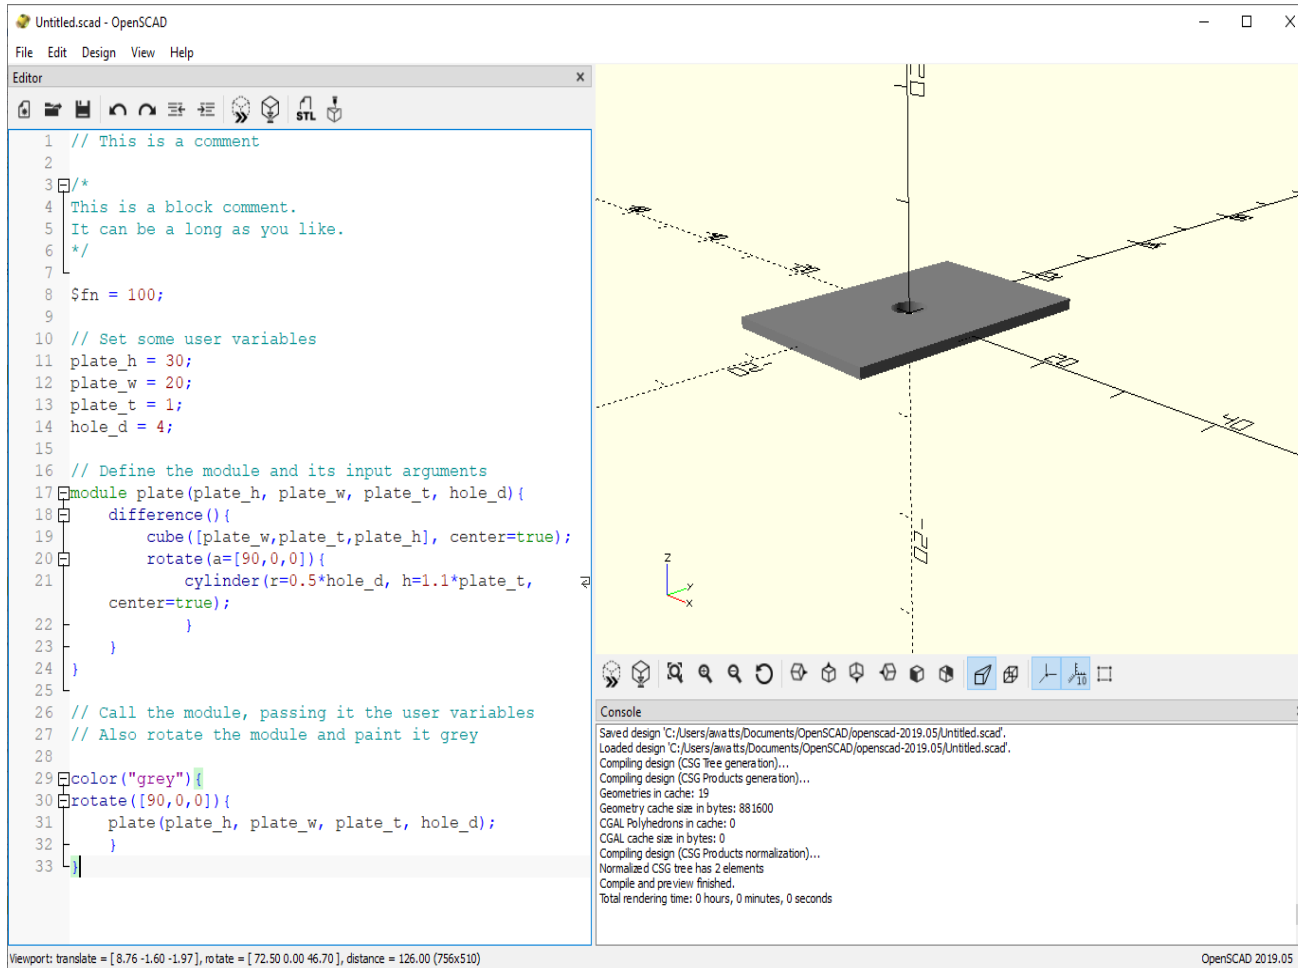 Untitled.scad - OpenSCAD
File Edit Design View Help
Editor
STL
1 // This is a comment
2
3 /*
4 This is a block comment.
5 It can be a long as you like.
6 */
7
8 $fn = 100;
9
10 // Set some user variables
11 plate_h = 30;
12 plate_w = 20;
13 plate_t = 1;
14 hole_d = 4;
15
16 // Define the module and its input arguments
17 module plate(plate_h, plate_w, plate_t, hole_d){
18 difference(){
19 cube([plate_w,plate_t,plate_h], center=true);
20 rotate(a=[90,0,0]){
21 cylinder(r=0.5*hole_d, h=1.1*plate_t,
center=true);
22 }
23 }
24 }
25
26 // Call the module, passing it the user variables
27 // Also rotate the module and paint it grey
28
29 color("grey"){
30 rotate([90,0,0]){
31 plate(plate_h, plate_w, plate_t, hole_d);
32 }
33 }
20
40
-20
Z
Y
X
10
Console
Saved design 'C:/Users/awatts/Documents/OpenSCAD/openscad-2019.05/Untitled.scad'.
Loaded design 'C:/Users/awatts/Documents/OpenSCAD/openscad-2019.05/Untitled.scad'.
Compiling design (CSG Tree generation)...
Compiling design (CSG Products generation)...
Geometries in cache: 19
Geometry cache size in bytes: 881600
CGAL Polyhedrons in cache: 0
CGAL cache size in bytes: 0
Compiling design (CSG Products normalization)...
Normalized CSG tree has 2 elements
Compile and preview finished.
Total rendering time: 0 hours, 0 minutes, 0 seconds
Viewport: translate = [ 8.76 -1.60 -1.97 ], rotate = [ 72.50 0.00 46.70 ], distance = 126.00 (756x510)
OpenSCAD 2019.05